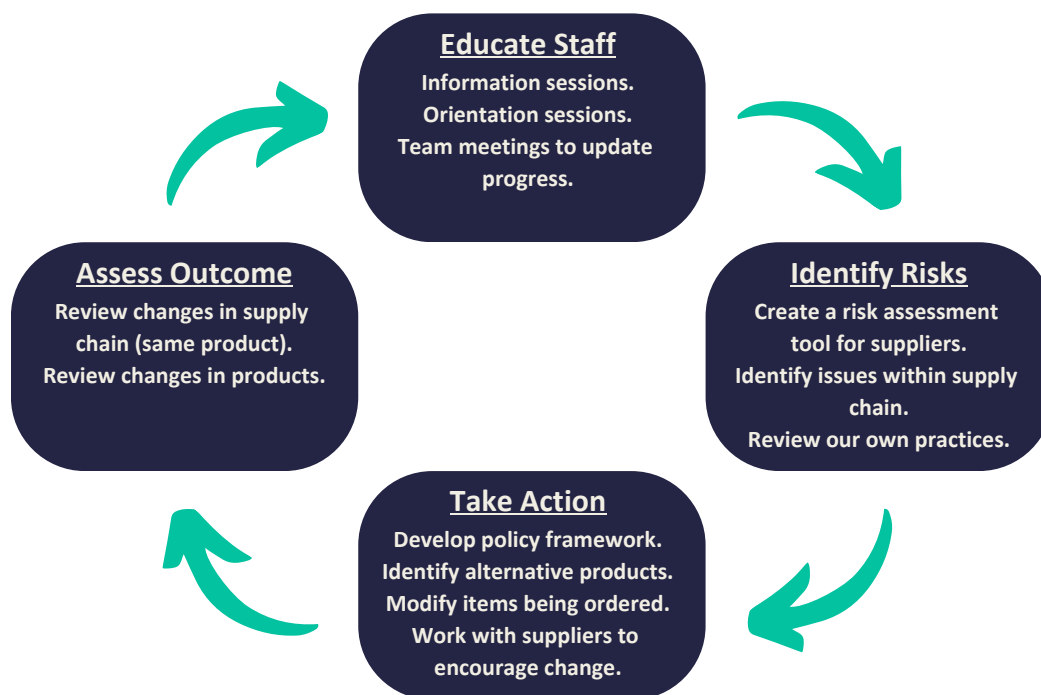 Educate Staff
Information sessions.
Orientation sessions.
Team meetings to update
progress.
Assess Outcome
Review changes in supply
chain (same product).
Review changes in products.
Identify Risks
Create a risk assessment
tool for suppliers.
Identify issues within supply
chain.
Review our own practices.
Take Action
Develop policy framework.
Identify alternative products.
Modify items being ordered.
Work with suppliers to
encourage change.